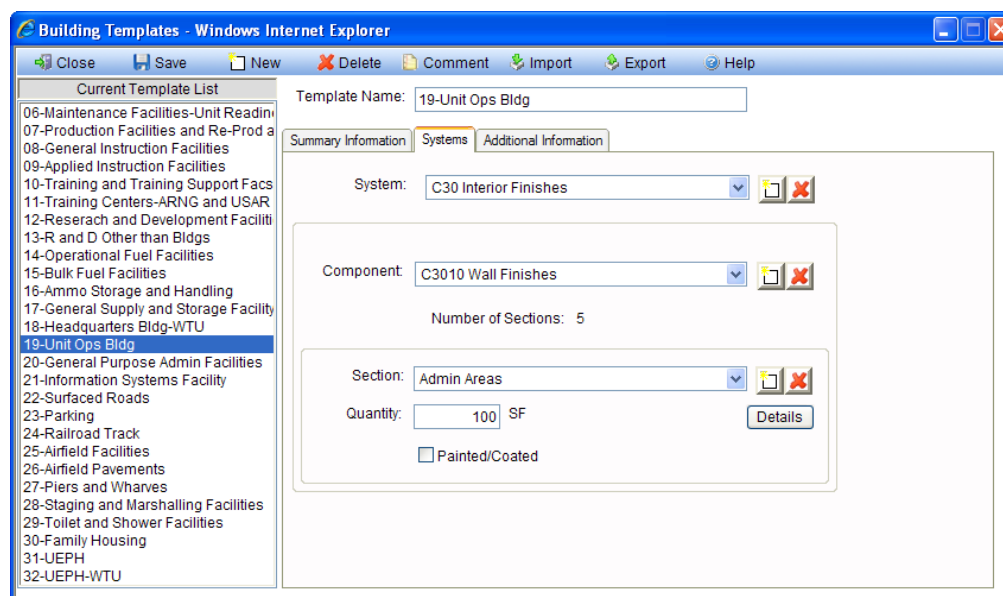 Building Templates - Windows Internet Explorer
Close Save New Delete Comment Import Export Help
Current Template List
06-Maintenance Facilities-Unit Readin
07-Production Facilities and Re-Prod a
08-General Instruction Facilities
09-Applied Instruction Facilities
10-Training and Training Support Facs
11-Training Centers-ARNG and USAR
12-Reserach and Development Faciliti
13-R and D Other than Bldgs
14-Operational Fuel Facilities
15-Bulk Fuel Facilities
16-Ammo Storage and Handling
17-General Supply and Storage Facility
18-Headquarters Bldg-WTU
19-Unit Ops Bldg
20-General Purpose Admin Facilities
21-Information Systems Facility
22-Surfaced Roads
23-Parking
24-Railroad Track
25-Airfield Facilities
26-Airfield Pavements
27-Piers and Wharves
28-Staging and Marshalling Facilities
29-Toilet and Shower Facilities
30-Family Housing
31-UEPH
32-UEPH-WTU
Template Name: 19-Unit Ops Bldg
Summary Information Systems Additional Information
System: C30 Interior Finishes
Component: C3010 Wall Finishes
Number of Sections: 5
Section: Admin Areas
Quantity: 100 SF Details
Painted/Coated